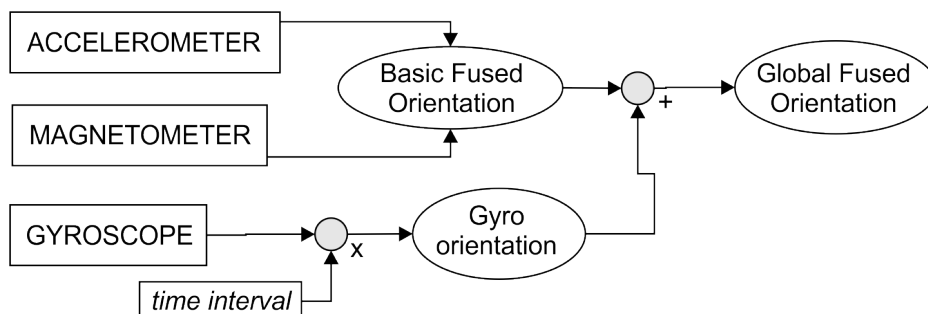 ACCELEROMETER
Basic Fused
Orientation
Global Fused
Orientation
+
MAGNETOMETER
GYROSCOPE
x
Gyro
orientation
time interval